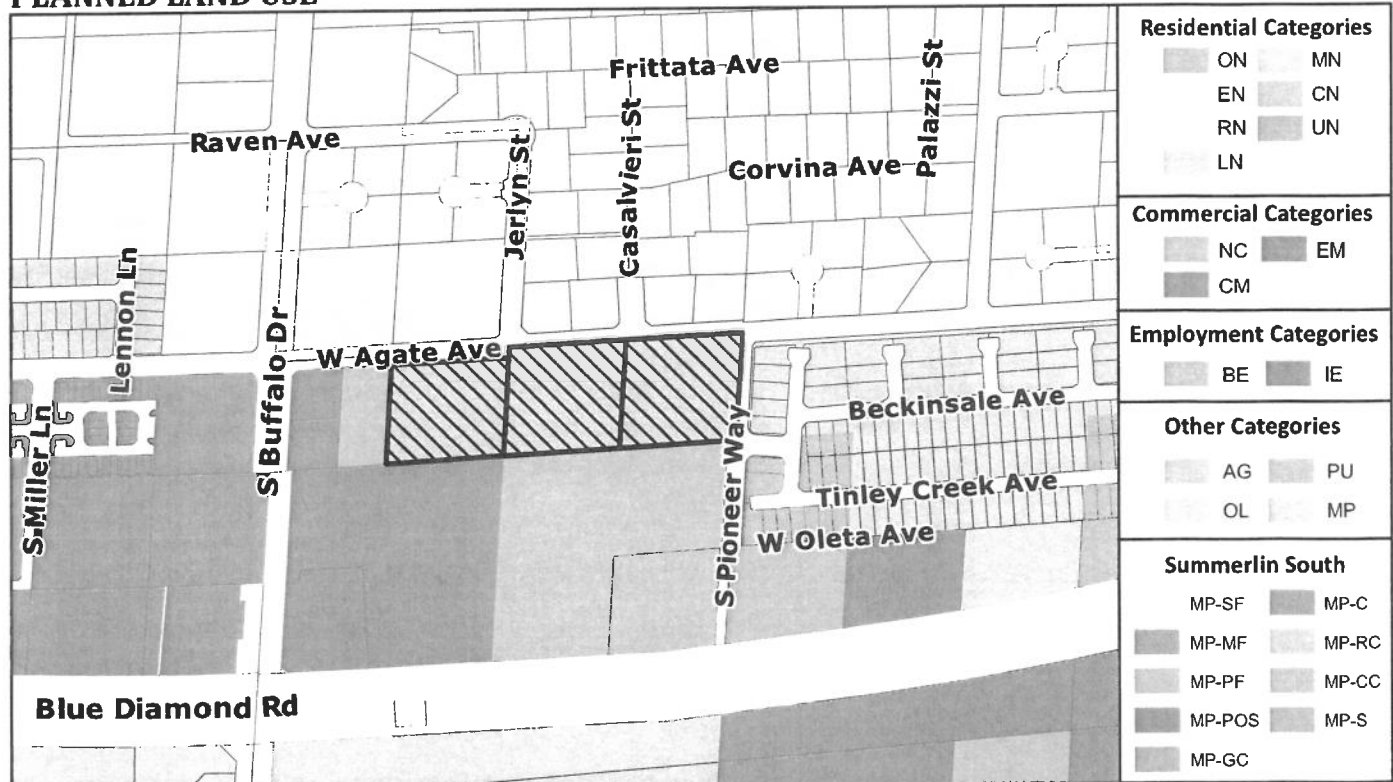 PLANNED LAND USE
Frittata Ave
Palazzi St
Raven Ave
Casalvieri St
Corvina Ave
Jerlyn St
Lennon Ln
S Buffalo Dr
W Agate Ave
S Miller Ln
Beckinsale Ave
S Pioneer Way
Tinley Creek Ave
W Oleta Ave
Blue Diamond Rd
Residential Categories
ON MN
EN CN
RN UN
LN
Commercial Categories
NC EM
CM
Employment Categories
BE IE
Other Categories
AG PU
OL MP
Summerlin South
MP-SF MP-C
MP-MF MP-RC
MP-PF MP-CC
MP-POS MP-S
MP-GC